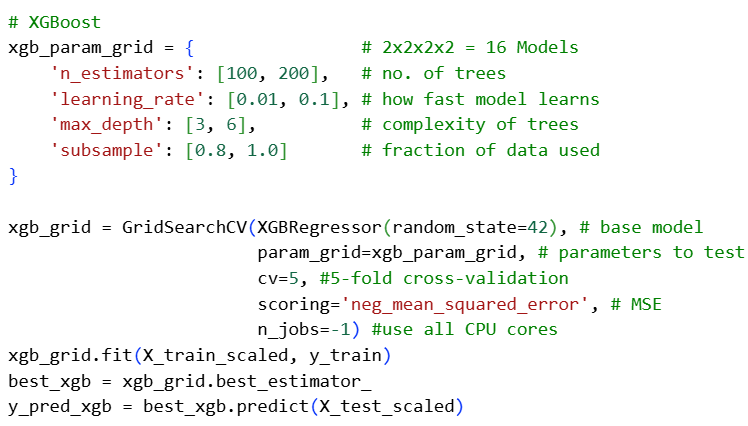 # XGBoost
xgb_param_grid = {                # 2x2x2x2 = 16 Models
    'n_estimators': [100, 200],   # no. of trees
    'learning_rate': [0.01, 0.1], # how fast model learns
    'max_depth': [3, 6],          # complexity of trees
    'subsample': [0.8, 1.0]       # fraction of data used
}

xgb_grid = GridSearchCV(XGBRegressor(random_state=42), # base model
                        param_grid=xgb_param_grid, # parameters to test
                        cv=5, #5-fold cross-validation
                        scoring='neg_mean_squared_error', # MSE
                        n_jobs=-1) #use all CPU cores
xgb_grid.fit(X_train_scaled, y_train)
best_xgb = xgb_grid.best_estimator_
y_pred_xgb = best_xgb.predict(X_test_scaled)